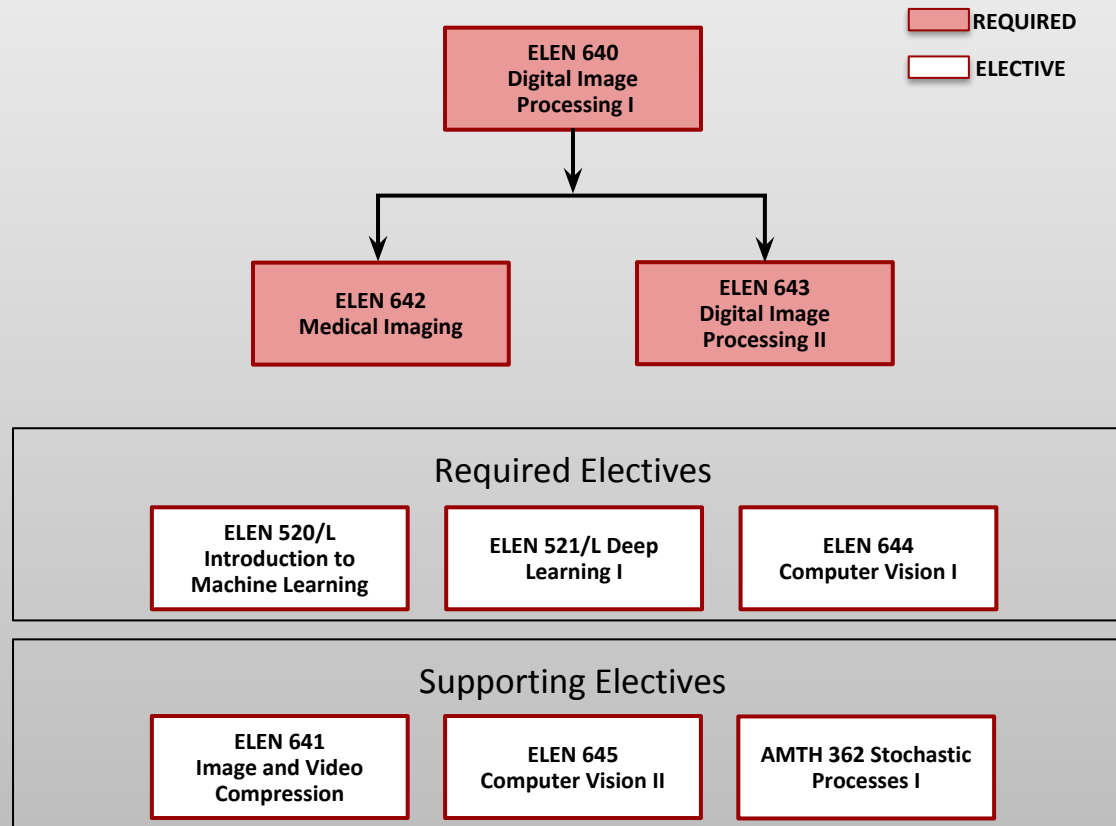 REQUIRED
ELECTIVE
ELEN 640
Digital Image
Processing I
ELEN 642
Medical Imaging
ELEN 643
Digital Image
Processing II
Required Electives
ELEN 520/L
Introduction to
Machine Learning
ELEN 521/L Deep
Learning I
ELEN 644
Computer Vision I
Supporting Electives
ELEN 641
Image and Video
Compression
ELEN 645
Computer Vision II
AMTH 362 Stochastic
Processes I